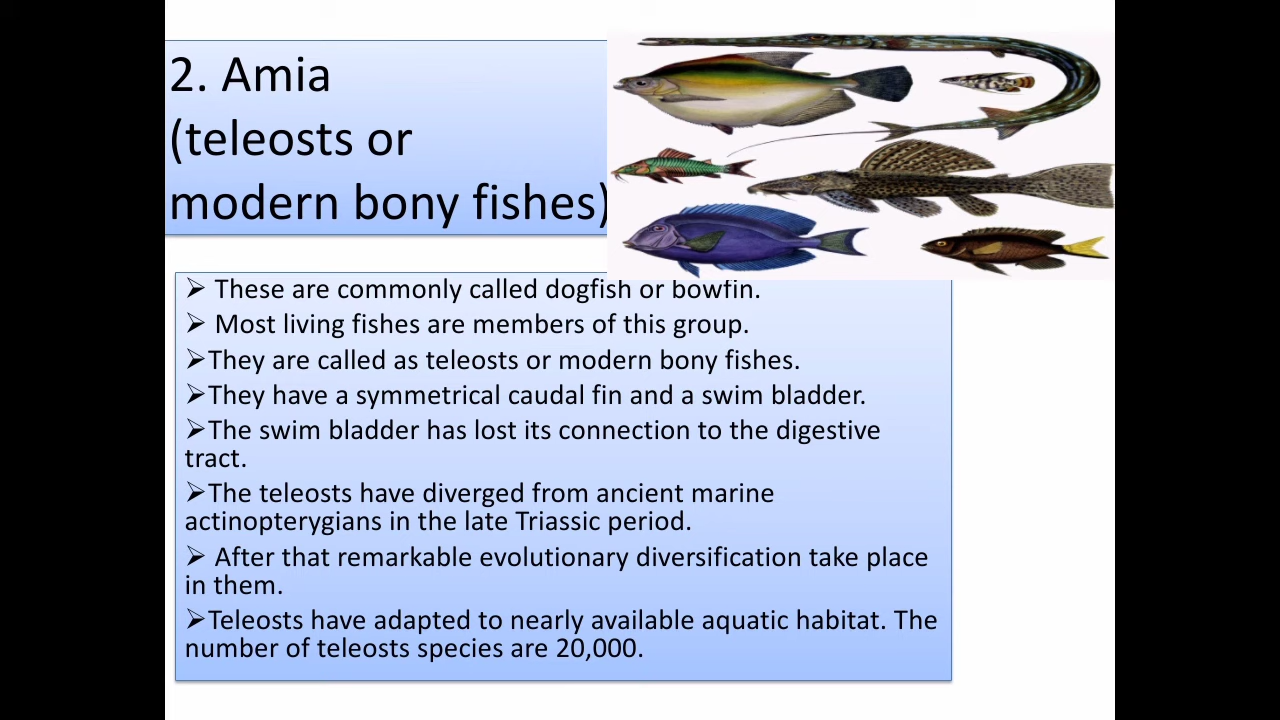 2. Amia
(teleosts or
modern bony fishes)
➢ These are commonly called dogfish or bowfin.
➢ Most living fishes are members of this group.
➢They are called as teleosts or modern bony fishes.
➢They have a symmetrical caudal fin and a swim bladder.
➢The swim bladder has lost its connection to the digestive
tract.
➢The teleosts have diverged from ancient marine
actinopterygians in the late Triassic period.
➢ After that remarkable evolutionary diversification take place
in them.
➢Teleosts have adapted to nearly available aquatic habitat. The
number of teleosts species are 20,000.